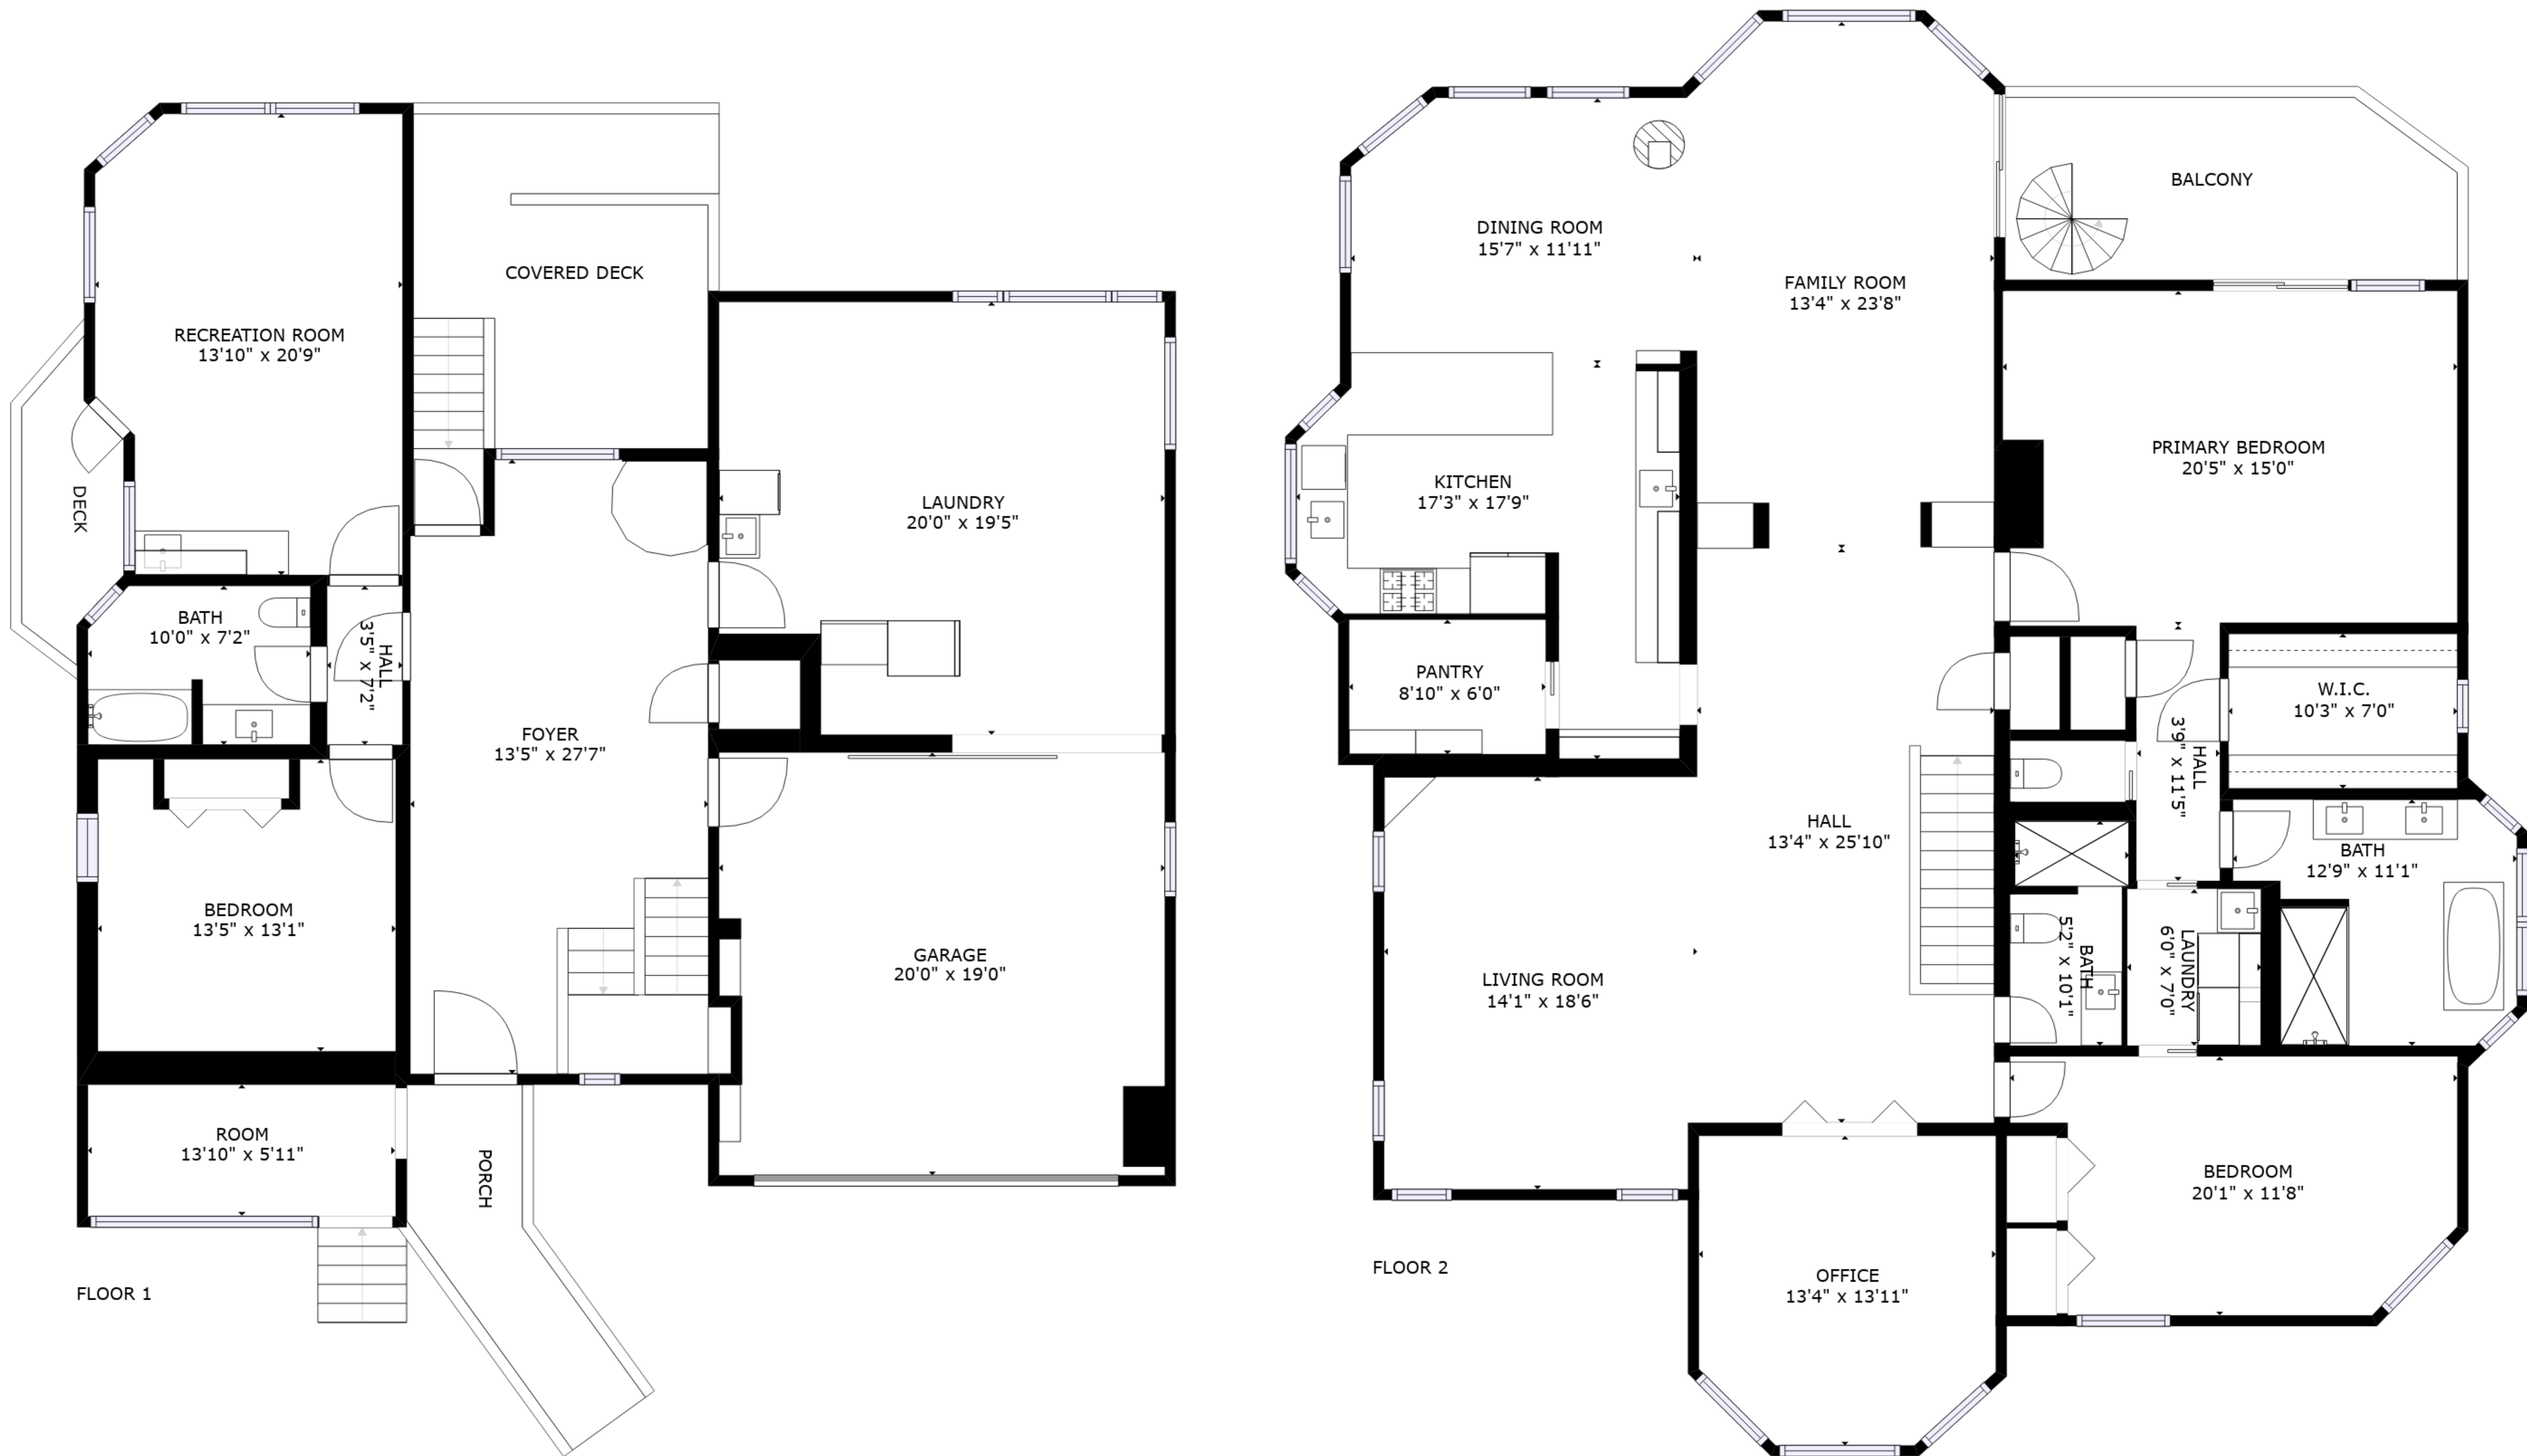 RECREATION ROOM
13'10" x 20'9"
COVERED DECK
DECK
LAUNDRY
20'0" x 19'5"
BATH
10'0" x 7'2"
HALL
3'5" x 7'2"
FOYER
13'5" x 27'7"
BEDROOM
13'5" x 13'1"
GARAGE
20'0" x 19'0"
ROOM
13'10" x 5'11"
PORCH
FLOOR 1
DINING ROOM
15'7" x 11'11"
FAMILY ROOM
13'4" x 23'8"
BALCONY
KITCHEN
17'3" x 17'9"
PRIMARY BEDROOM
20'5" x 15'0"
PANTRY
8'10" x 6'0"
W.I.C.
10'3" x 7'0"
HALL
3'9" x 11'5"
HALL
13'4" x 25'10"
BATH
12'9" x 11'1"
LIVING ROOM
14'1" x 18'6"
BATH
5'2" x 10'1"
LAUNDRY
6'0" x 7'0"
BEDROOM
20'1" x 11'8"
OFFICE
13'4" x 13'11"
FLOOR 2